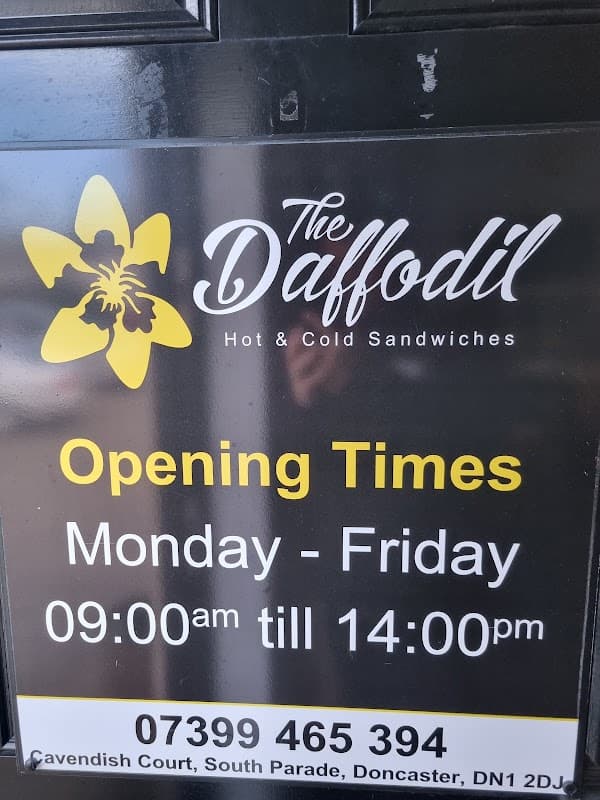 The
Daffodil
Hot & Cold Sandwiches
Opening Times
Monday - Friday
09:00am till 14:00pm
07399 465 394
Cavendish Court, South Parade, Doncaster, DN1 2DJ